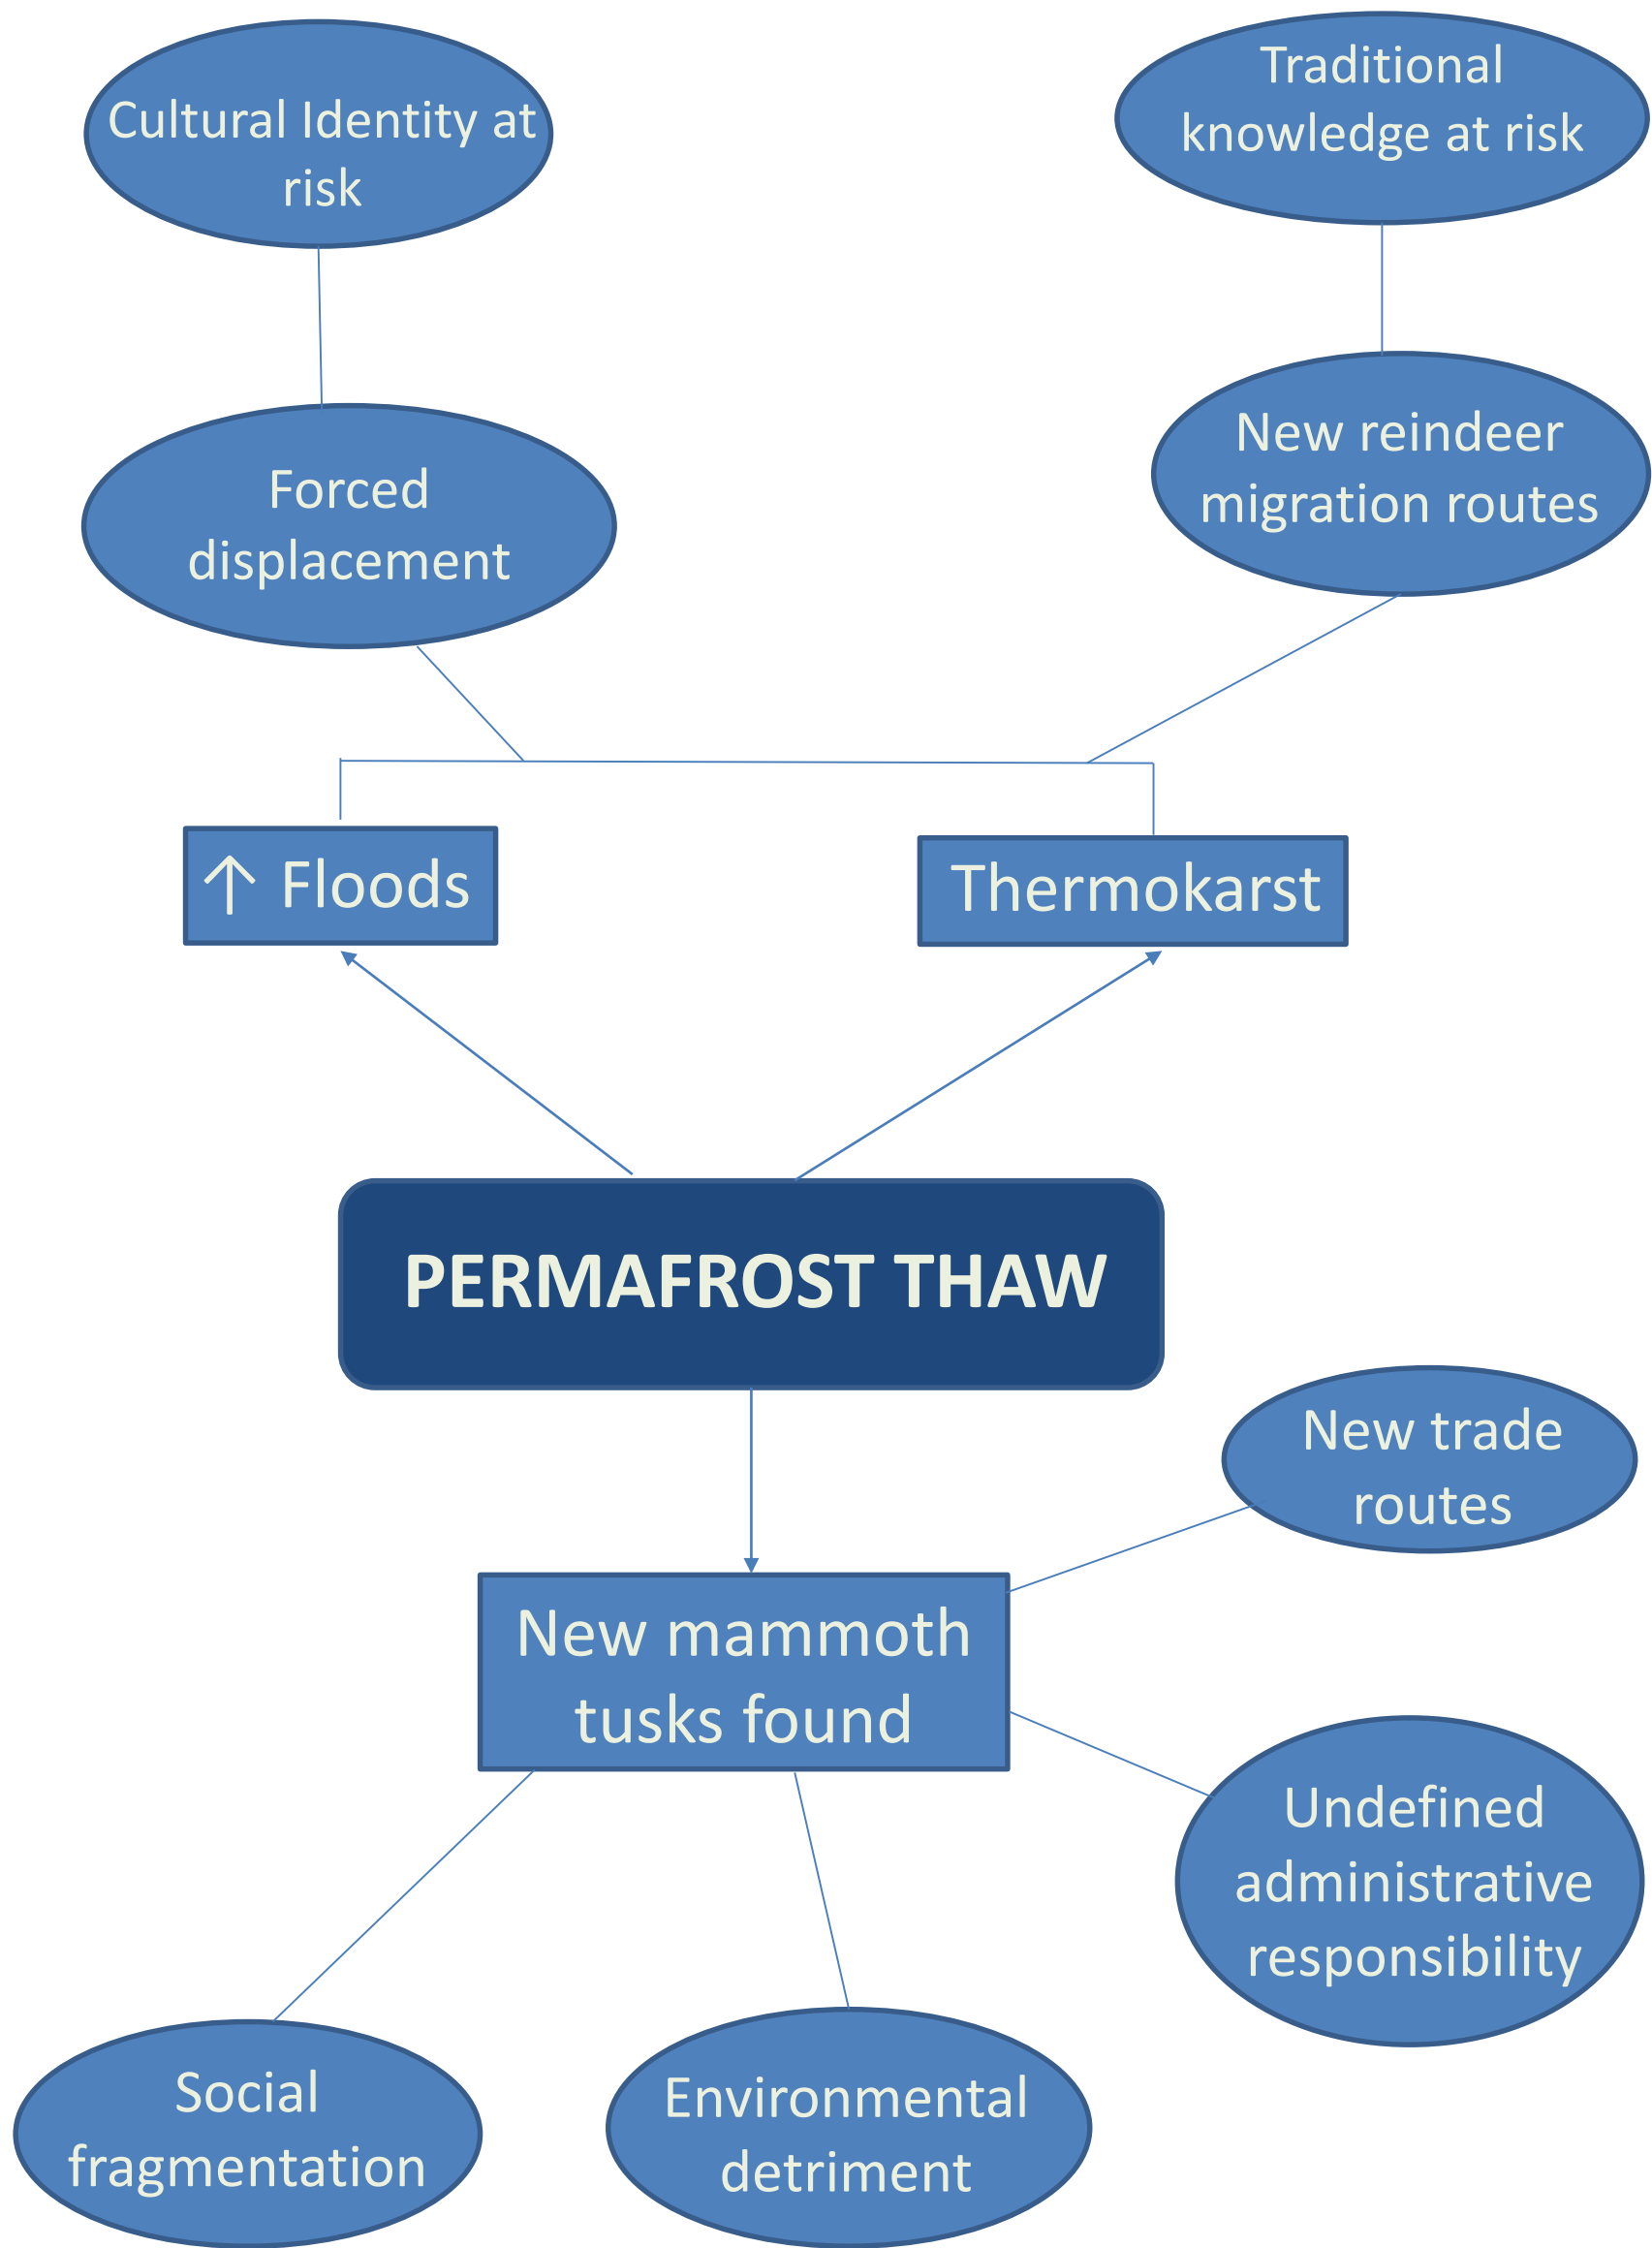 Cultural Identity at
risk
Traditional
knowledge at risk
Forced
displacement
New reindeer
migration routes
↑ Floods
Thermokarst
PERMAFROST THAW
New trade
routes
New mammoth
tusks found
Undefined
administrative
responsibility
Social
fragmentation
Environmental
detriment